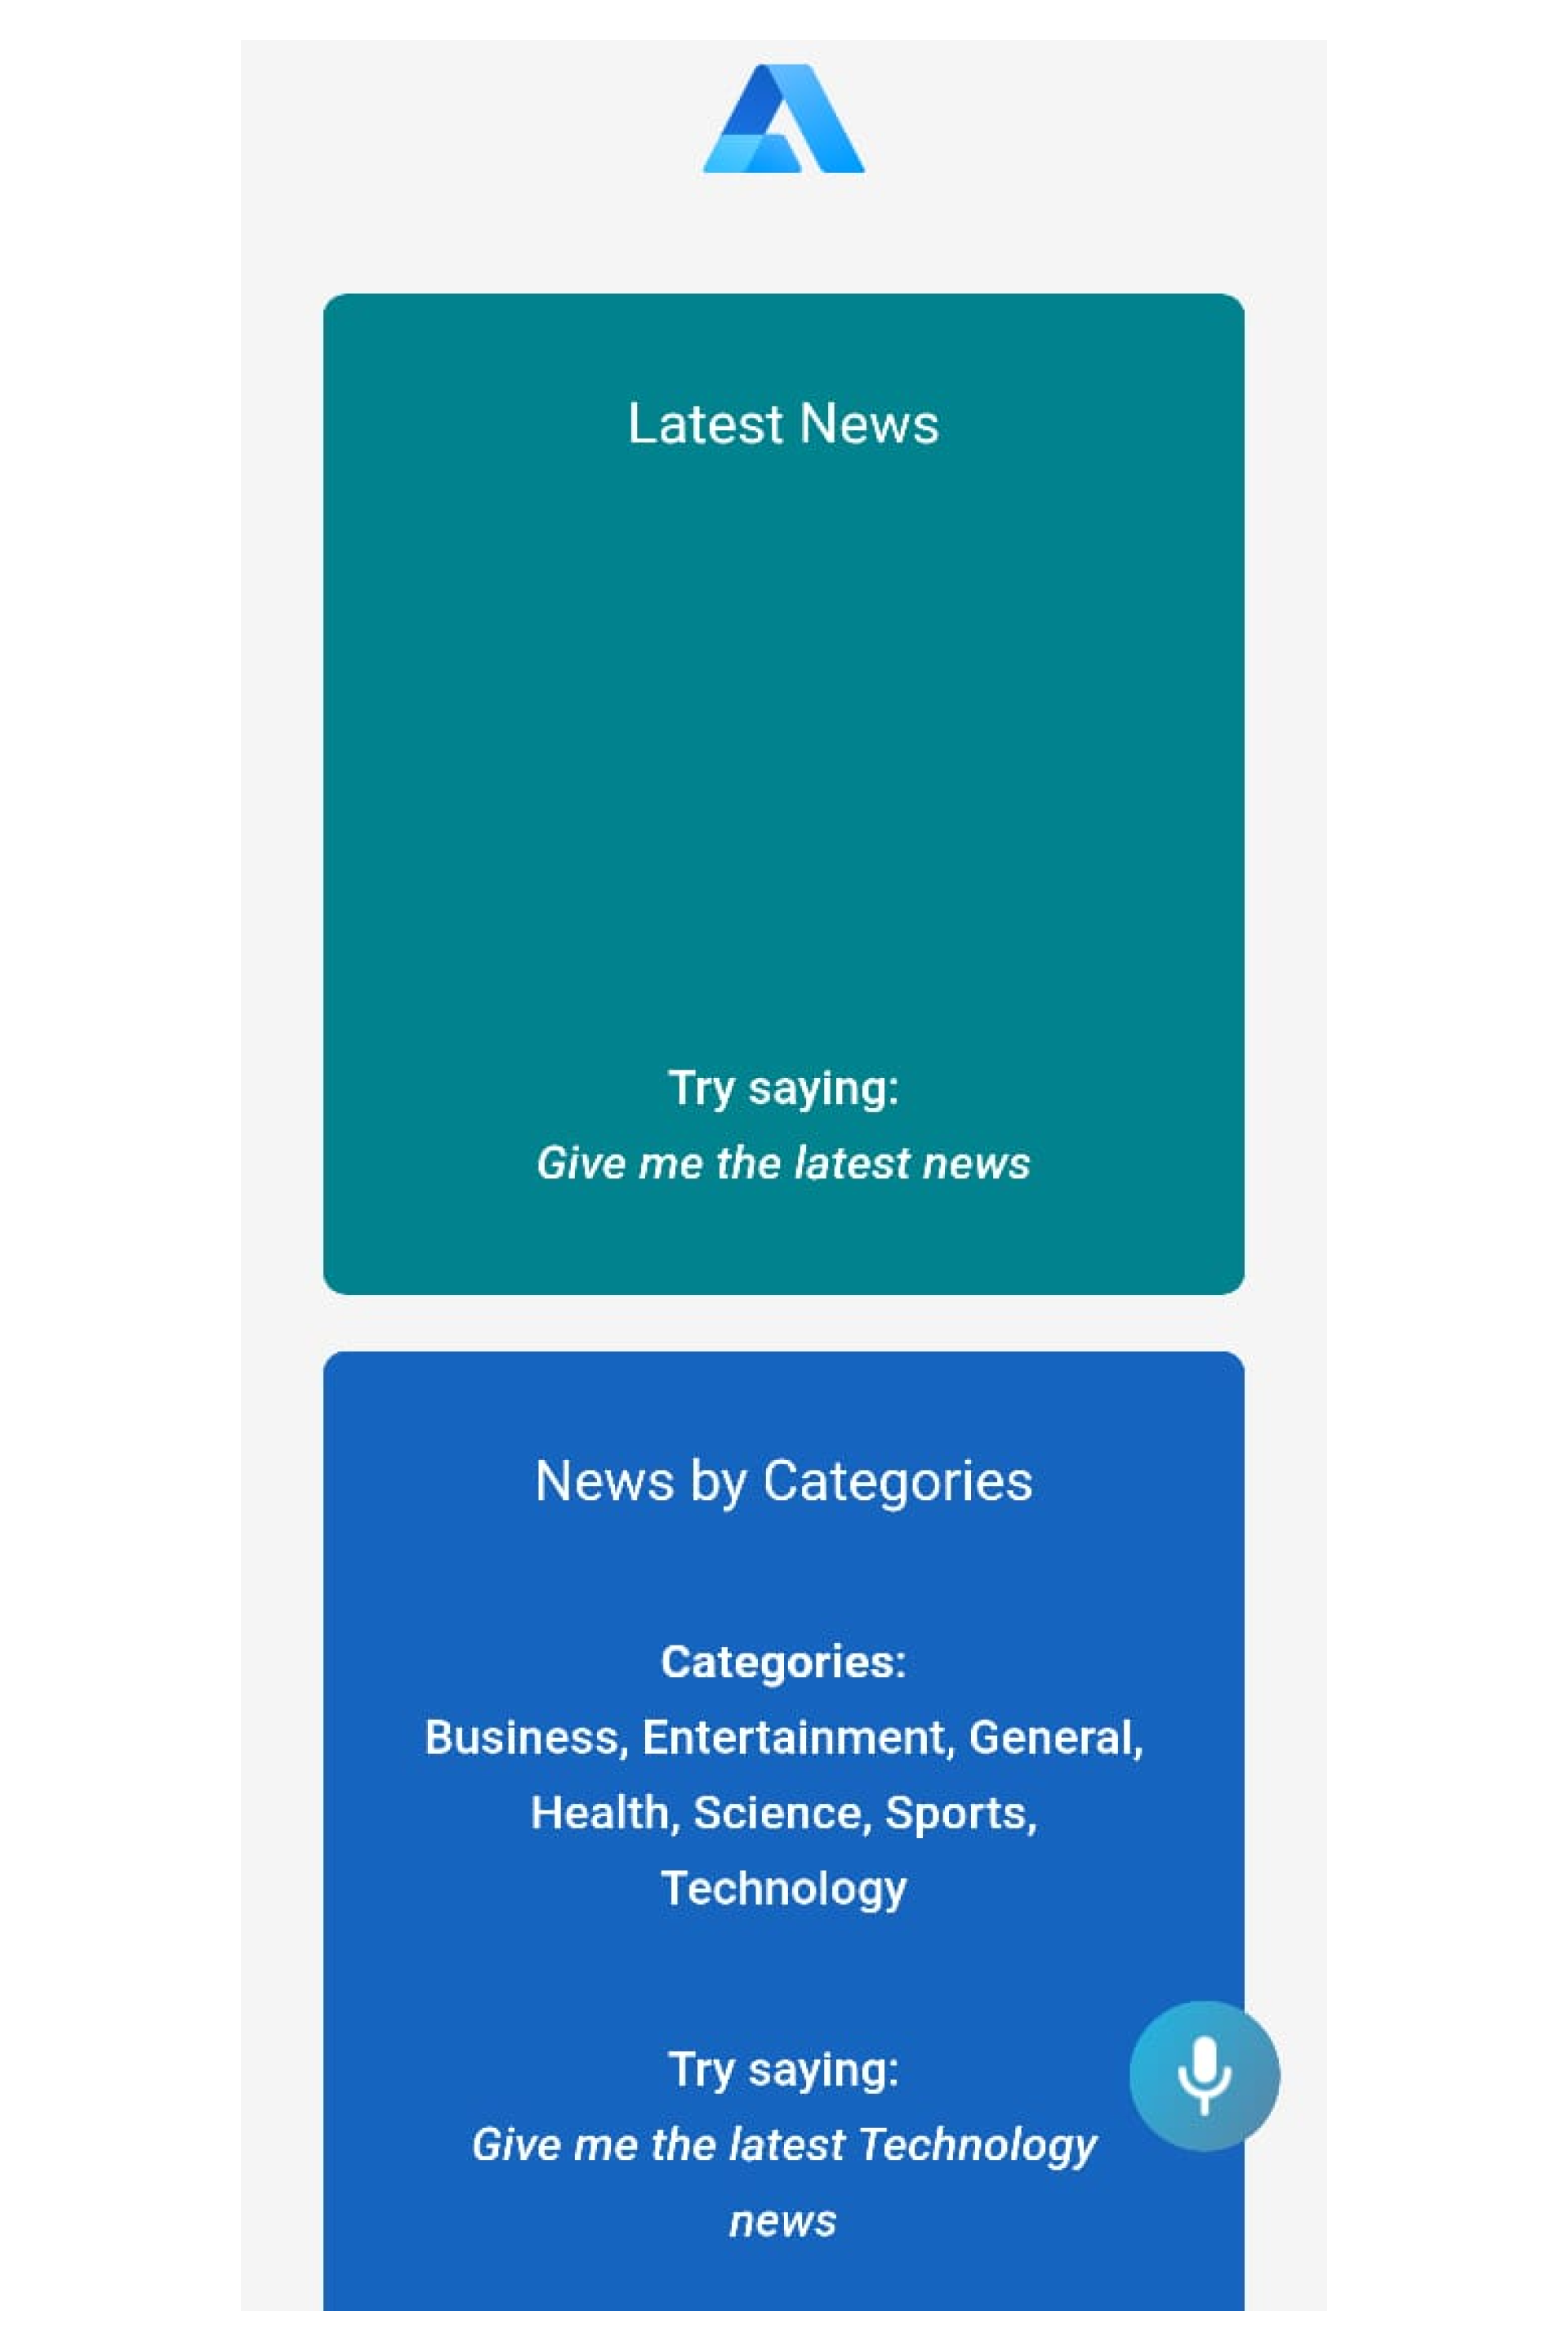 Latest News
Try saying:
Give me the latest news
News by Categories
Categories:
Business, Entertainment, General,
Health, Science, Sports,
Technology
Try saying:
Give me the latest Technology
news